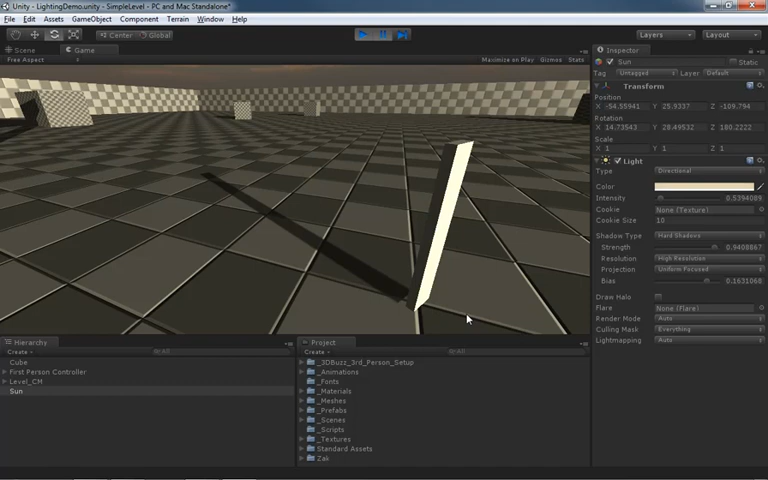 Unity - LightingDemo.unity - SimpleLevel - PC and Mac Standalone*
File Edit Assets GameObject Component Terrain Window Help
Center Global Layers Layout
Scene Game
Free Aspect Maximize on Play Gizmos Stats
Inspector
Sun Static
Tag Untagged Layer Default
Transform
Position
X -54.55941 Y 25.9337 Z -109.794
Rotation
X 14.73543 Y 28.49532 Z 180.2222
Scale
X 1 Y 1 Z 1
Light
Type Directional
Color
Intensity 0.5394089
Cookie None (Texture)
Cookie Size 10
Shadow Type Hard Shadows
Strength 0.9408867
Resolution High Resolution
Projection Uniform Focused
Bias 0.1631068
Draw Halo
Flare None (Flare)
Render Mode Auto
Culling Mask Everything
Lightmapping Auto
Hierarchy
Create All
Cube
First Person Controller
Level_CM
Sun
Project
Create All
_3DBuzz_3rd_Person_Setup
_Animations
_Fonts
_Materials
_Meshes
_Prefabs
_Scenes
_Scripts
_Textures
Standard Assets
Zak